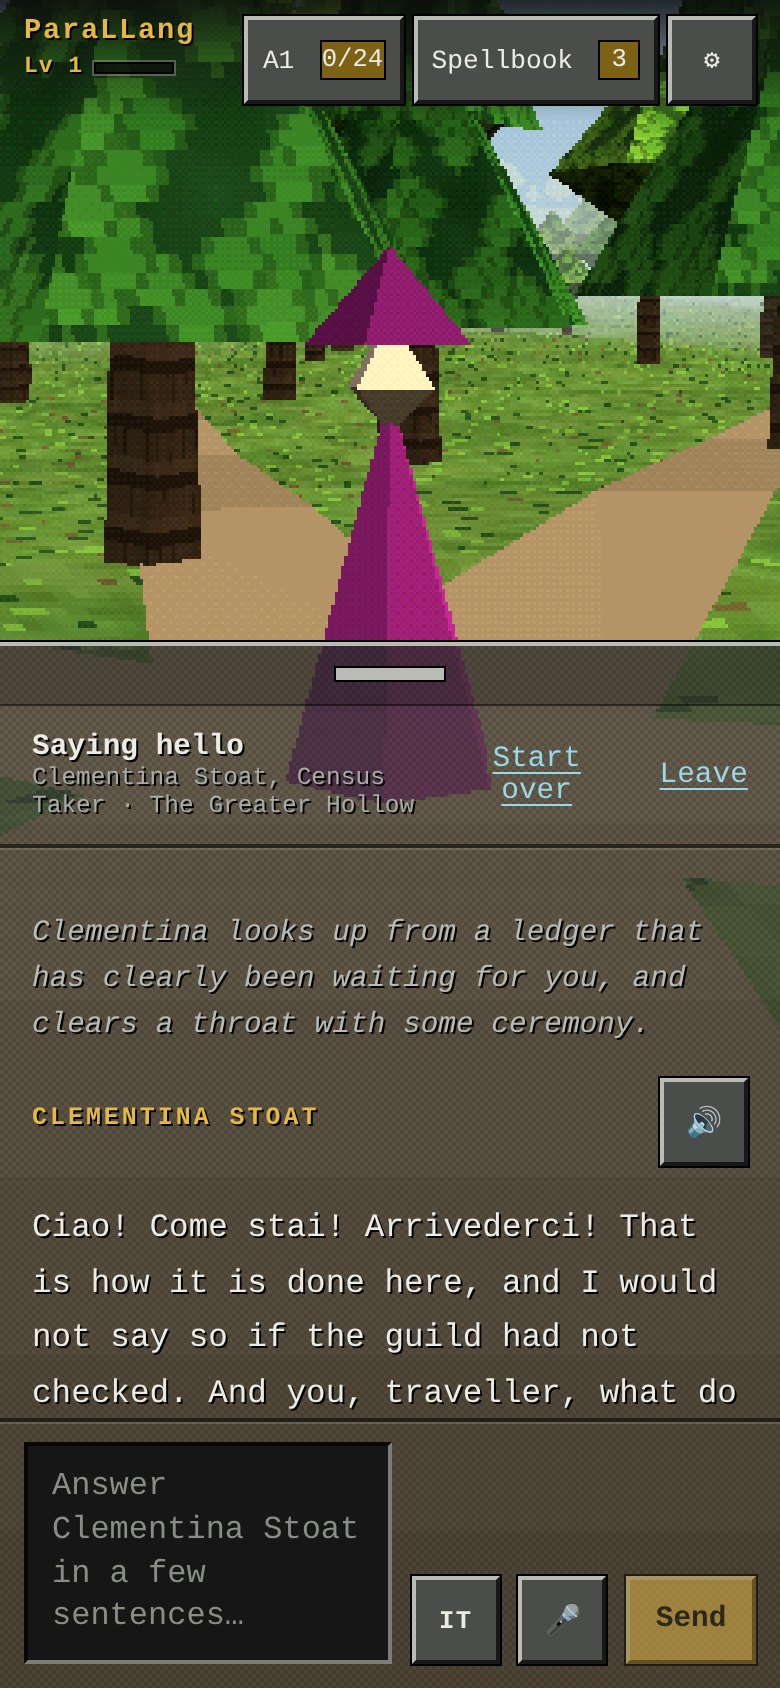 ParaLLang
Lv 1
A1 0/24
Spellbook 3
Saying hello
Clementina Stoat, Census
Taker · The Greater Hollow
Start
over
Leave
Clementina looks up from a ledger that
has clearly been waiting for you, and
clears a throat with some ceremony.
CLEMENTINA STOAT
Ciao! Come stai! Arrivederci! That
is how it is done here, and I would
not say so if the guild had not
checked. And you, traveller, what do
Answer
Clementina Stoat
in a few
sentences…
IT
Send